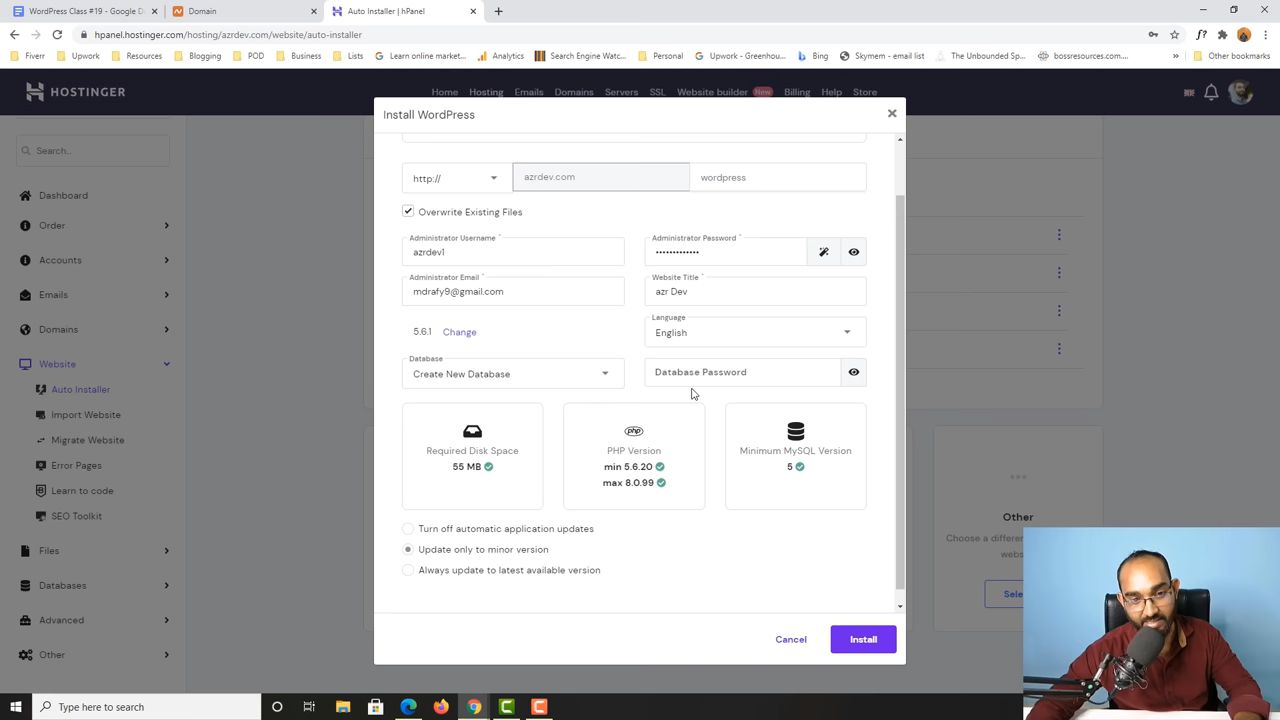 WordPress Class #19 - Google D
Domain
Auto Installer | hPanel
hpanel.hostinger.com/hosting/azrdev.com/website/auto-installer
Fiverr
Upwork
Resources
Blogging
POD
Business
Lists
Learn online market...
Analytics
Search Engine Watc...
Personal
Upwork - Greenhou...
Bing
Skymem - email list
The Unbounded Sp...
bossresources.com...
Other bookmarks
HOSTINGER
Home
Hosting
Emails
Domains
Servers
SSL
Website builder
New
Billing
Help
Store
Search...
Dashboard
Order
Accounts
Emails
Domains
Website
Auto Installer
Import Website
Migrate Website
Error Pages
Learn to code
SEO Toolkit
Files
Databases
Advanced
Other
Install WordPress
http://
azrdev.com
wordpress
Overwrite Existing Files
Administrator Username *
azrdev1
Administrator Password *
•••••••••••••
Administrator Email *
mdrafy9@gmail.com
Website Title *
azr Dev
5.6.1 Change
Language
English
Database
Create New Database
Database Password
Required Disk Space
55 MB
php
PHP Version
min 5.6.20
max 8.0.99
Minimum MySQL Version
5
Turn off automatic application updates
Update only to minor version
Always update to latest available version
Cancel
Install
Other
Choose a different
webs
Sele
Type here to search